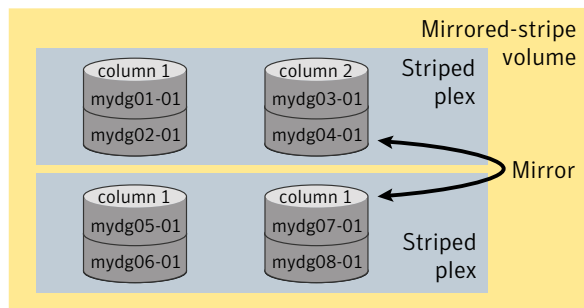 Mirrored-stripe
volume
column 1
column 2
Striped
plex
mydg01-01
mydg03-01
mydg02-01
mydg04-01
Mirror
column 1
column 1
mydg05-01
mydg07-01
Striped
plex
mydg06-01
mydg08-01